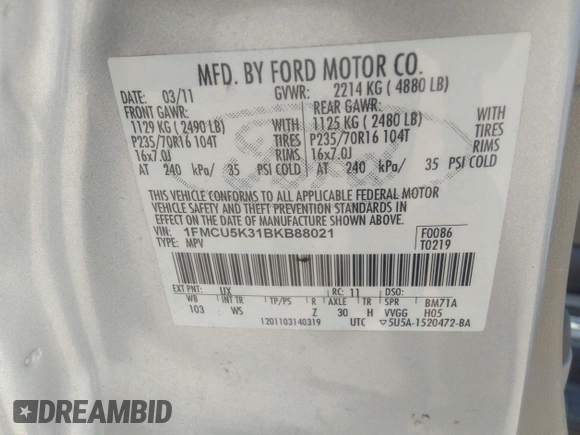 MFD. BY FORD MOTOR CO.
DATE: 03/11 GVWR: 2214 KG ( 4880 LB)
FRONT GAWR: REAR GAWR:
1129 KG ( 2490 LB) 1125 KG ( 2480 LB)
P235/70R16 104T TIRES P235/70R16 104T TIRES
16x7.0J RIMS 16x7.0J RIMS
AT 240 kPa/ 35 PSI COLD AT 240 kPa/ 35 PSI COLD
THIS VEHICLE CONFORMS TO ALL APPLICABLE FEDERAL MOTOR
VEHICLE SAFETY AND THEFT PREVENTION STANDARDS IN
EFFECT ON THE DATE OF MANUFACTURE SHOWN ABOVE.
VIN: 1FMCU5K31BKB88021 F0086
TYPE: MPV T0219
EXT PNT: UX RC: 11 DSO:
WB INT TR TP/PS R AXLE TR SPR BM71A
103 WS Z 30 H VVGG H05
1201103140319 UTC ▽5U5A-1520472-BA
DREAMBID